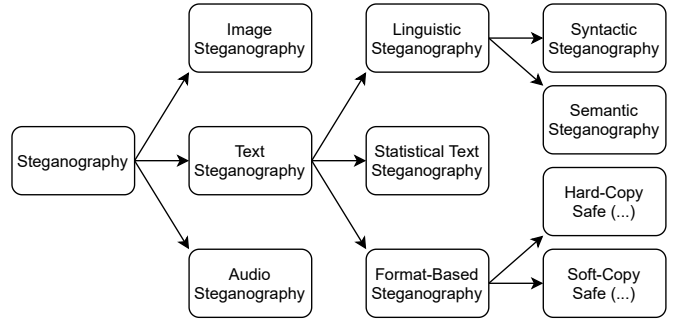 Image
Steganography
Linguistic
Steganography
Syntactic
Steganography
Semantic
Steganography
Steganography
Text
Steganography
Statistical Text
Steganography
Hard-Copy
Safe (...)
Audio
Steganography
Format-Based
Steganography
Soft-Copy
Safe (...)